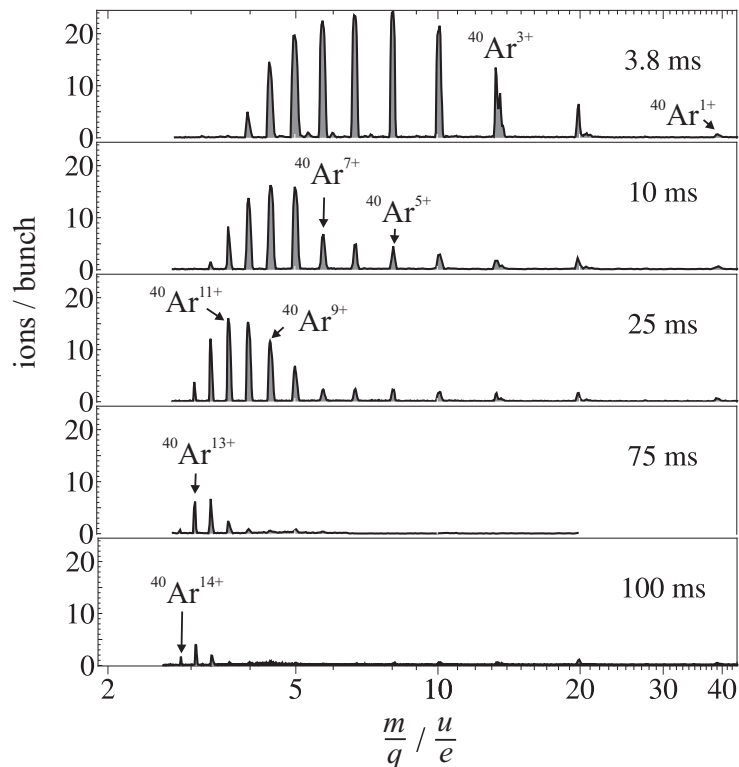 20
10
0
⁴⁰Ar³⁺
3.8 ms
⁴⁰Ar¹⁺
20
10
0
⁴⁰Ar⁷⁺
⁴⁰Ar⁵⁺
10 ms
20
10
0
⁴⁰Ar¹¹⁺
⁴⁰Ar⁹⁺
25 ms
20
10
0
⁴⁰Ar¹³⁺
75 ms
20
10
0
⁴⁰Ar¹⁴⁺
100 ms
ions / bunch
2 5 10 20 30 40
m/q / u/e